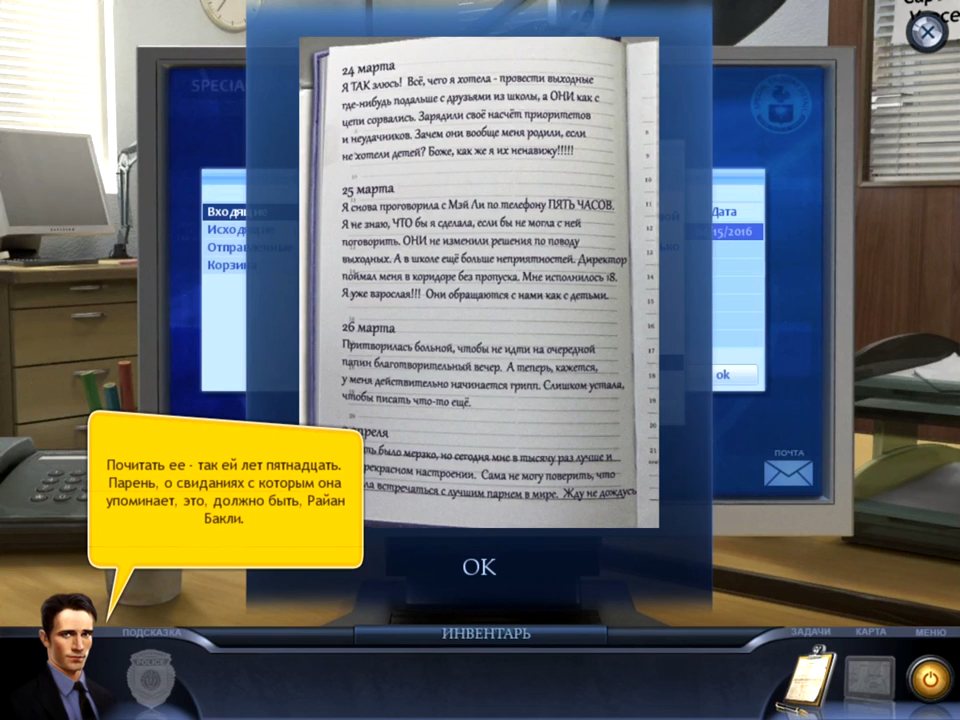 24 марта
Я ТАК злюсь! Всё, чего я хотела - провести выходные
где-нибудь подальше с друзьями из школы, а ОНИ как с
цепи сорвались. Зарядили своё насчёт приоритетов
и неудачников. Зачем они вообще меня родили, если
не хотели детей? Боже, как же я их ненавижу!!!!!
25 марта
Я снова проговорила с Мэй Ли по телефону ПЯТЬ ЧАСОВ.
Я не знаю, ЧТО бы я сделала, если бы не могла с ней
поговорить. ОНИ не изменили решения по поводу
выходных. А в школе ещё больше неприятностей. Директор
поймал меня в коридоре без пропуска. Мне исполнилось 18.
Я уже взрослая!!! Они обращаются с нами как с детьми.
26 марта
Притворилась больной, чтобы не идти на очередной
папин благотворительный вечер. А теперь, кажется,
у меня действительно начинается грипп. Слишком устала,
чтобы писать что-то ещё.
апреля
было мерзко, но сегодня мне в тысячу раз лучше и
прекрасном настроении. Сама не могу поверить, что
встречаться с лучшим парнем в мире. Жду не дождусь
SPECIA
Входящие
Исходящие
Отправленные
Корзина
Дата
15/2016
ok
ПОЧТА
Почитать ее - так ей лет пятнадцать.
Парень, о свиданиях с которым она
упоминает, это, должно быть, Райан
Бакли.
OK
ПОДСКАЗКА
ИНВЕНТАРЬ
ЗАДАЧИ
КАРТА
МЕНЮ
POLICE